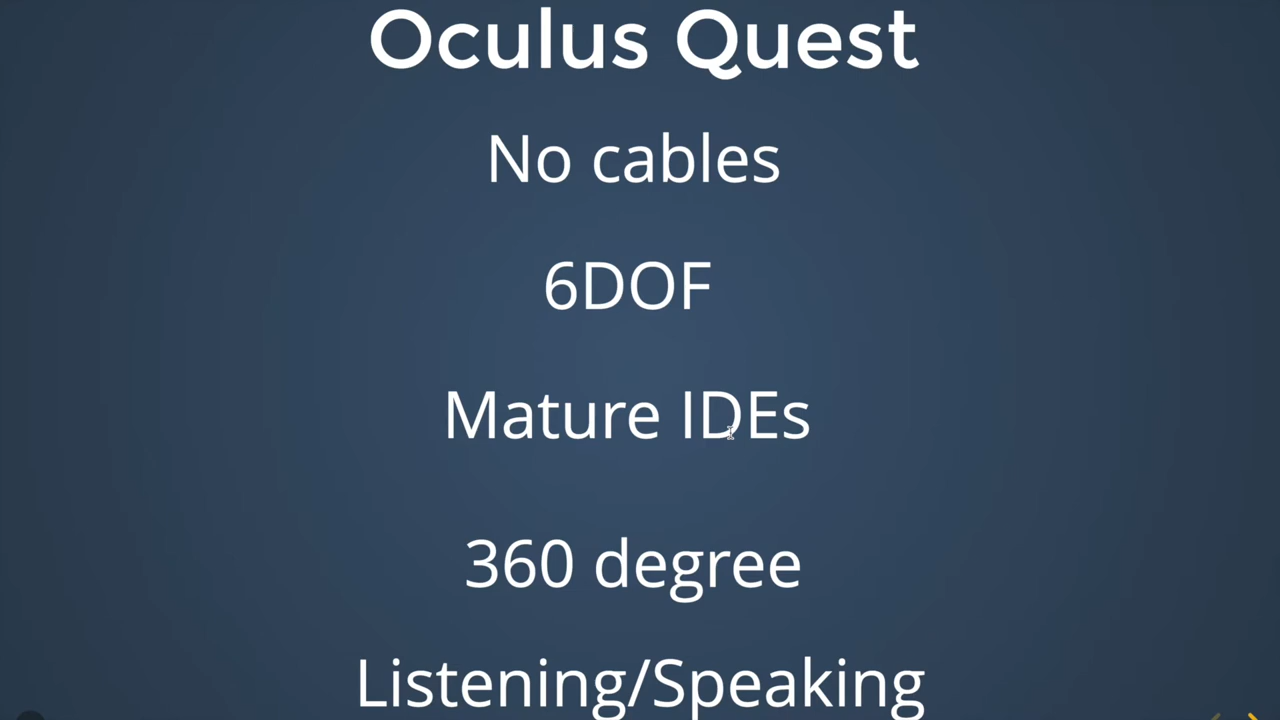 Oculus Quest
No cables
6DOF
Mature IDEs
360 degree
Listening/Speaking